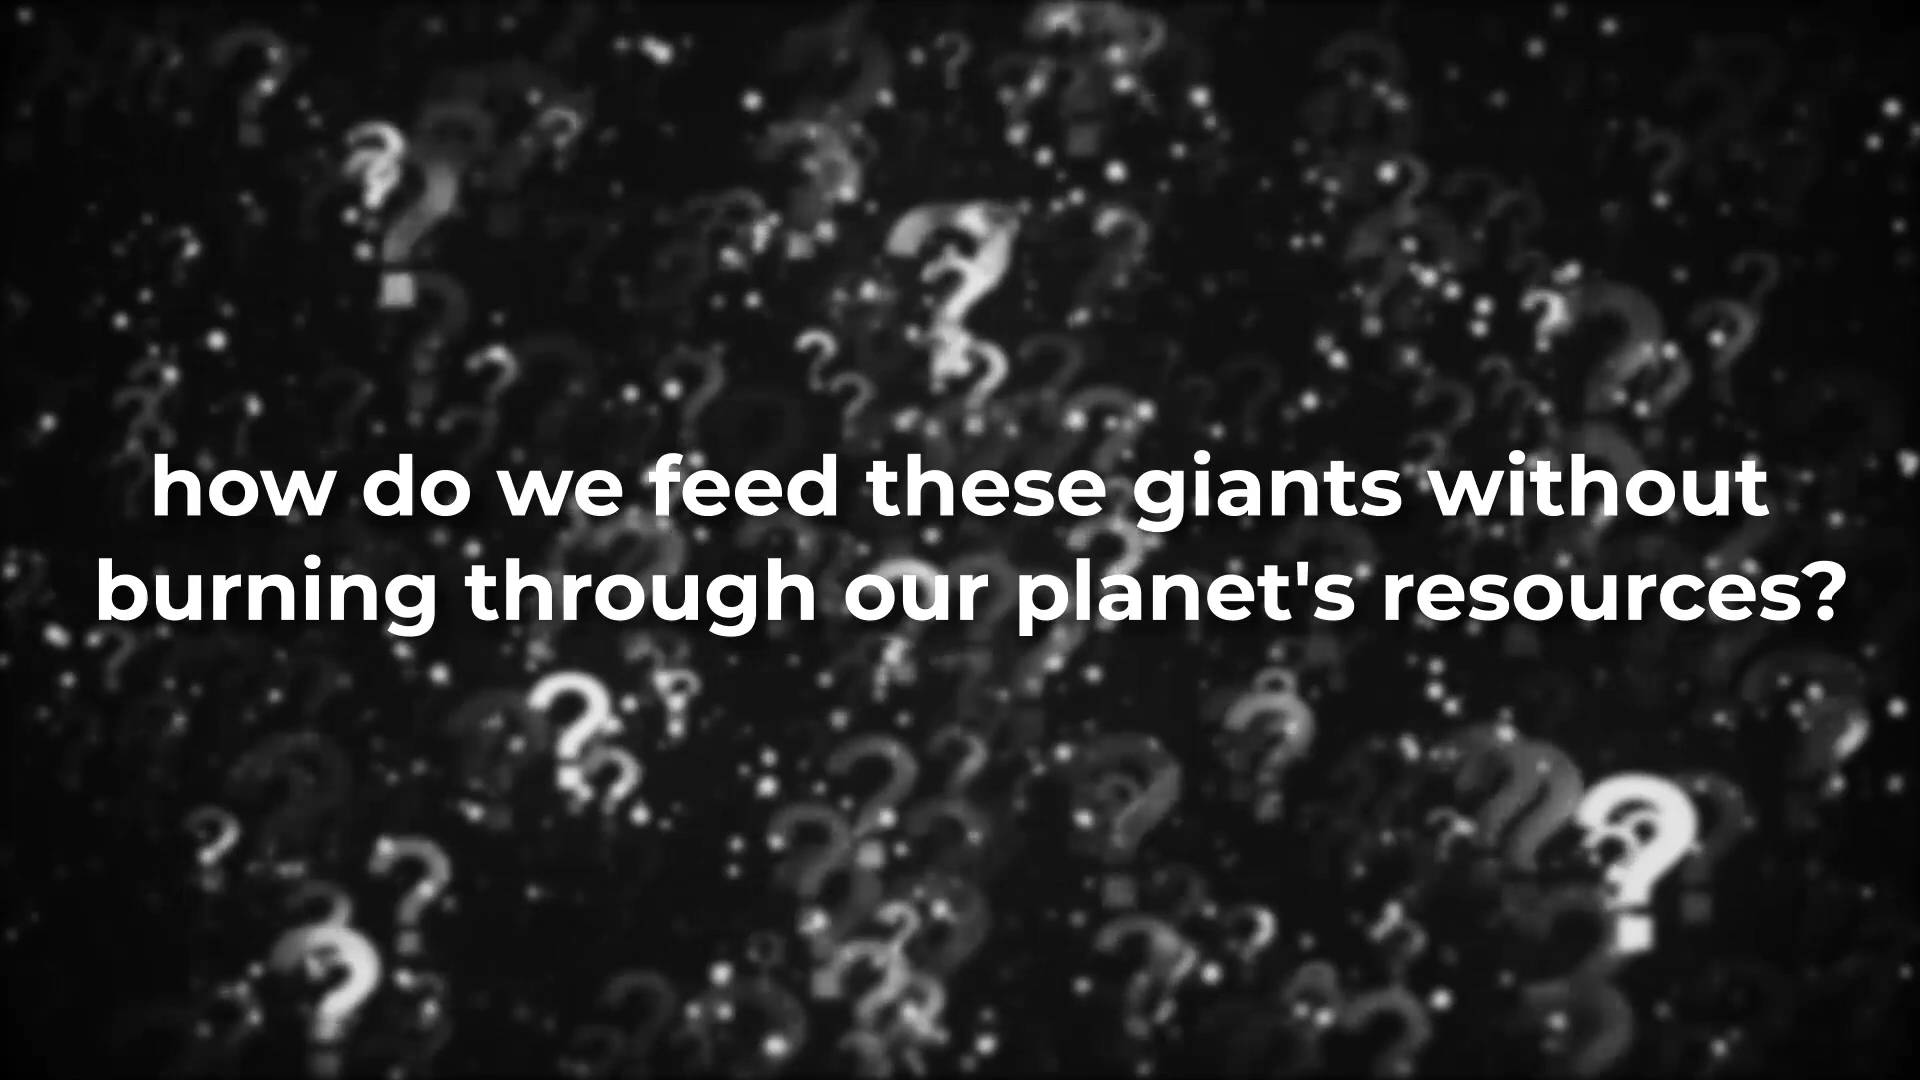 how do we feed these giants without
burning through our planet's resources?